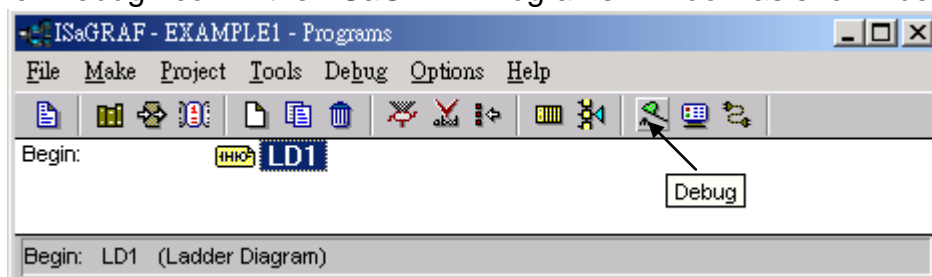 ISaGRAF - EXAMPLE1 - Programs
File Make Project Tools Debug Options Help
Begin: LD1
Debug
Begin: LD1 (Ladder Diagram)